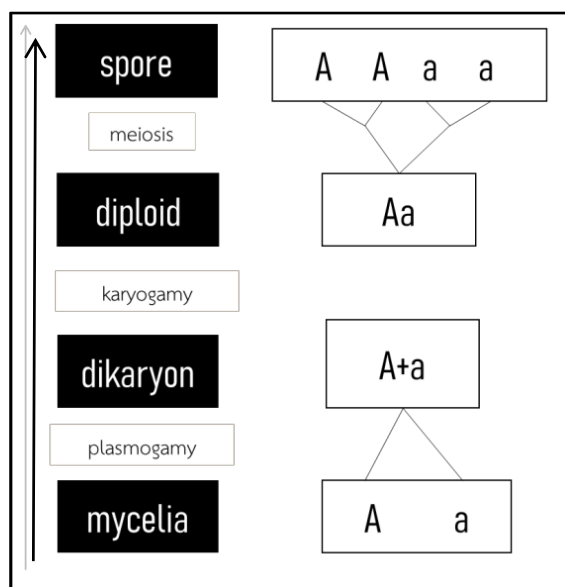 spore
A A a a
meiosis
diploid
Aa
karyogamy
dikaryon
A+a
plasmogamy
mycelia
A a